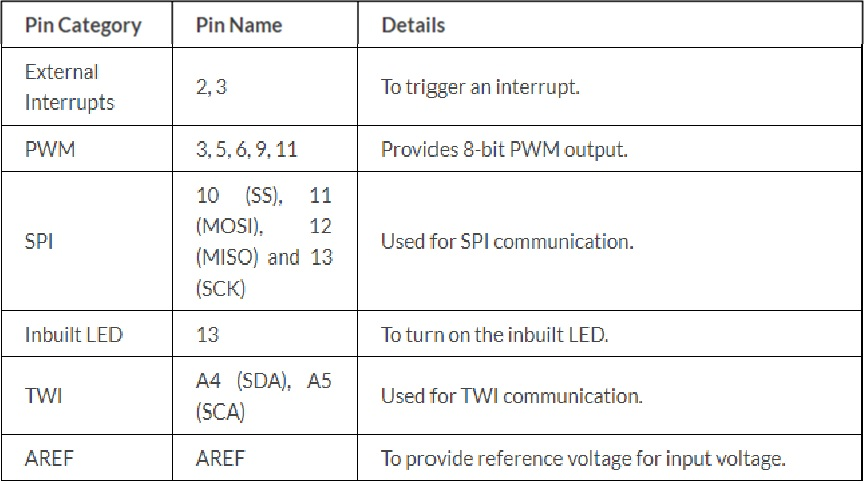 Pin Category Pin Name Details
External
Interrupts
2, 3
To trigger an interrupt.
PWM 3, 5, 6, 9, 11 Provides 8-bit PWM output.
SPI
10 (SS), 11
(MOSI), 12
(MISO) and 13
(SCK)
Used for SPI communication.
Inbuilt LED 13 To turn on the inbuilt LED.
TWI
A4 (SDA), A5
(SCA)
Used for TWI communication.
AREF AREF To provide reference voltage for input voltage.